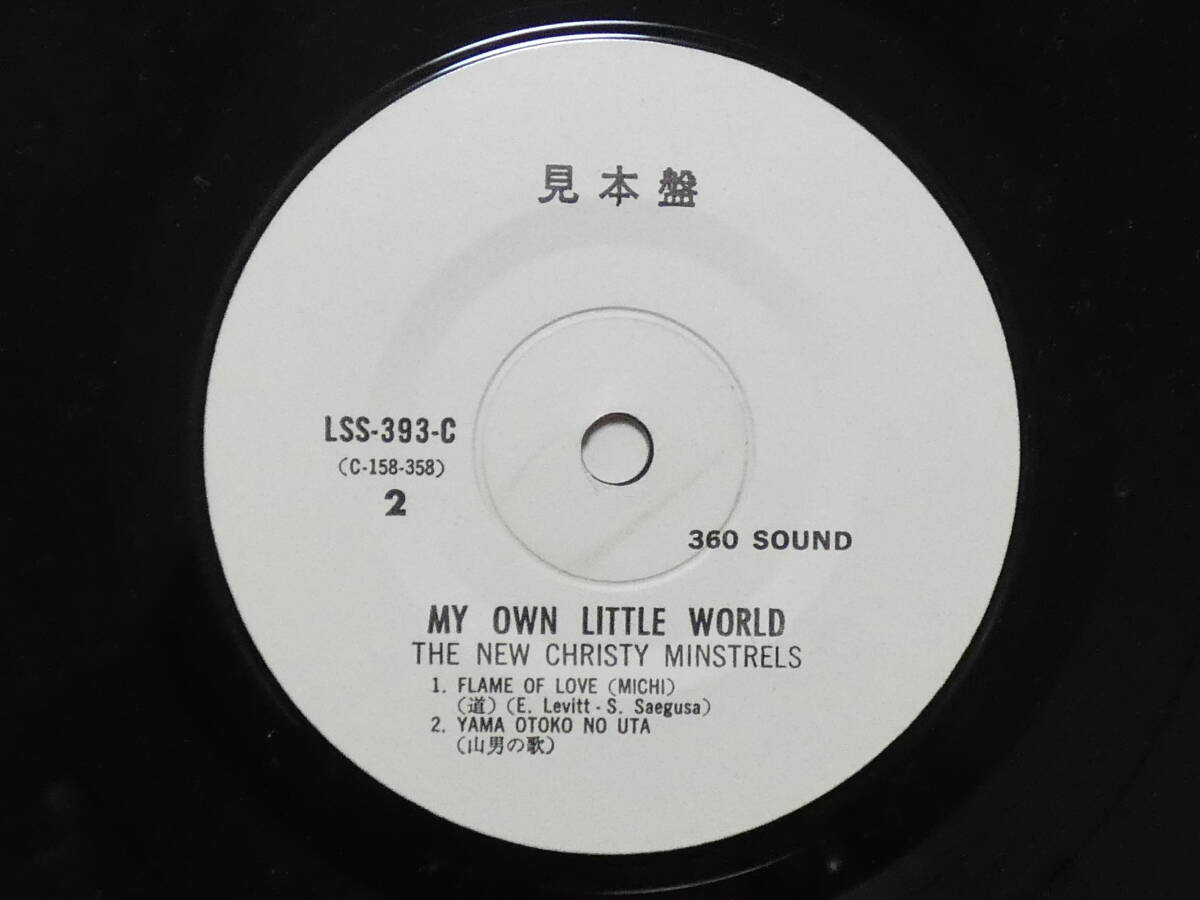 見本盤
LSS-393-C
(C-158-358)
2
360 SOUND
MY OWN LITTLE WORLD
THE NEW CHRISTY MINSTRELS
1. FLAME OF LOVE (MICHI)
(道) (E. Levitt - S. Saegusa)
2. YAMA OTOKO NO UTA
(山男の歌)